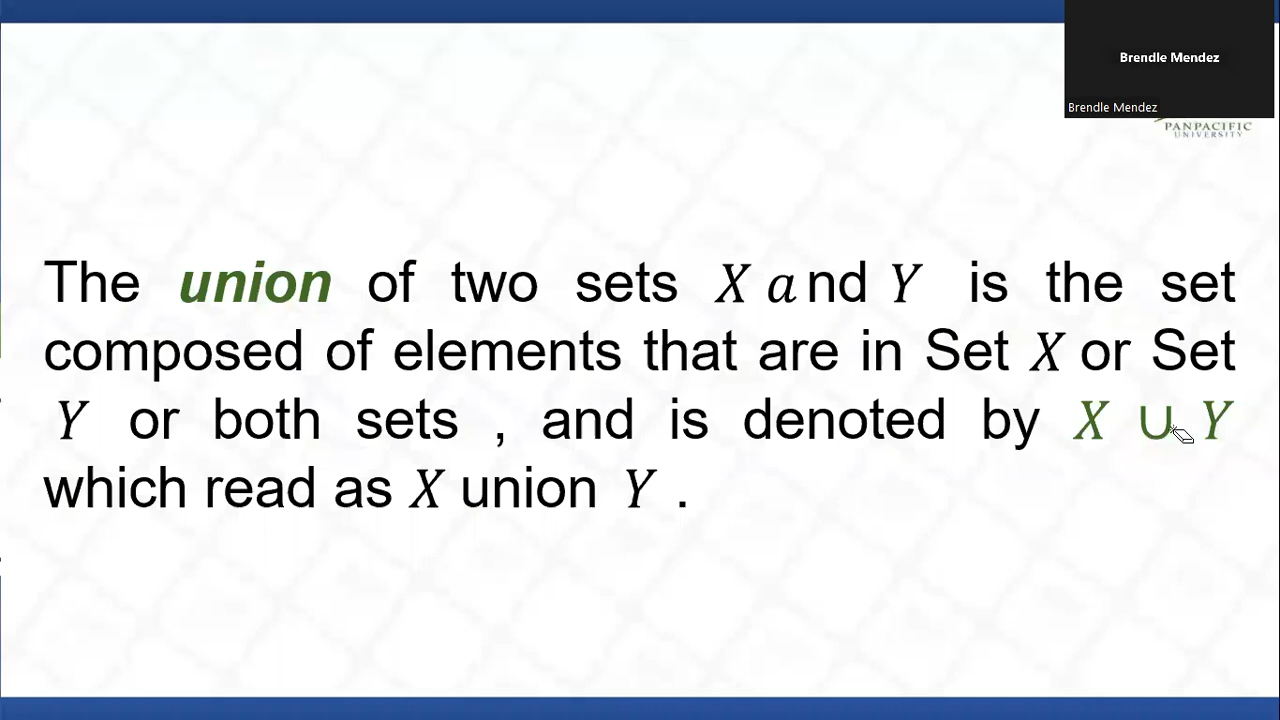 Brendle Mendez
Brendle Mendez
PANPACIFIC
UNIVERSITY
The union of two sets X and Y is the set
composed of elements that are in Set X or Set
Y or both sets , and is denoted by X ∪ Y
which read as X union Y .